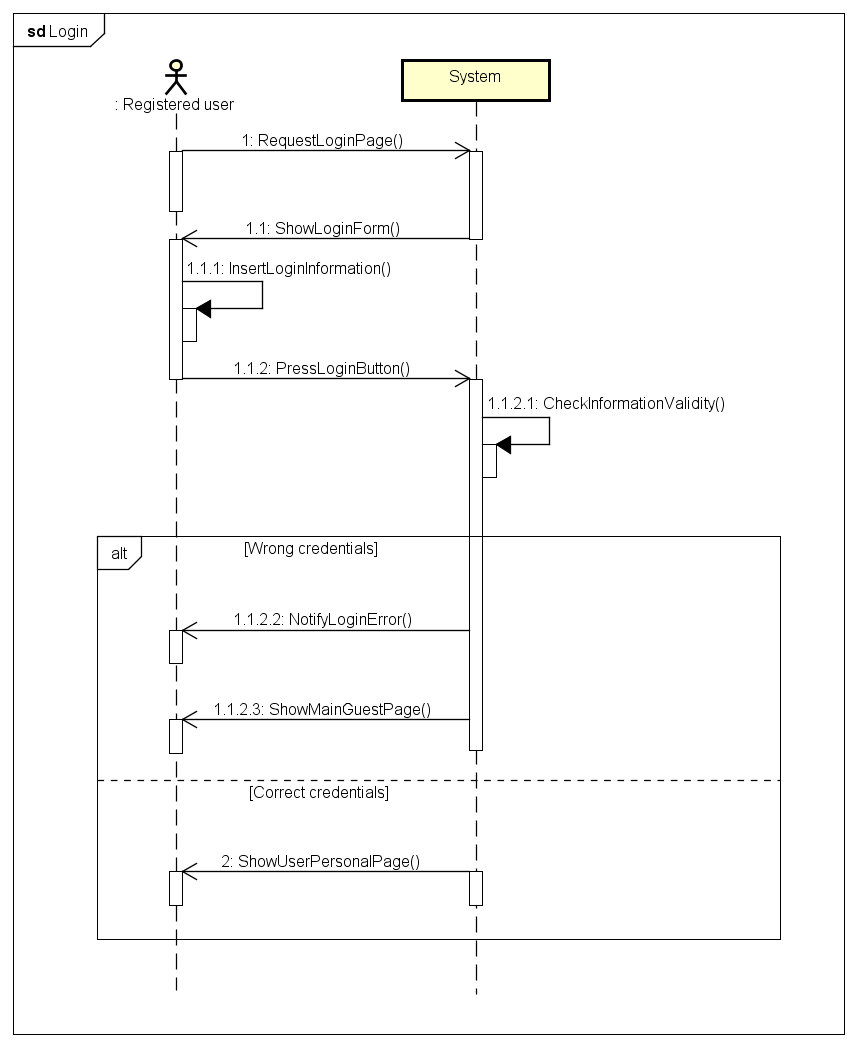 sd Login
: Registered user
System
1: RequestLoginPage()
1.1: ShowLoginForm()
1.1.1: InsertLoginInformation()
1.1.2: PressLoginButton()
1.1.2.1: CheckInformationValidity()
alt
[Wrong credentials]
1.1.2.2: NotifyLoginError()
1.1.2.3: ShowMainGuestPage()
[Correct credentials]
2: ShowUserPersonalPage()